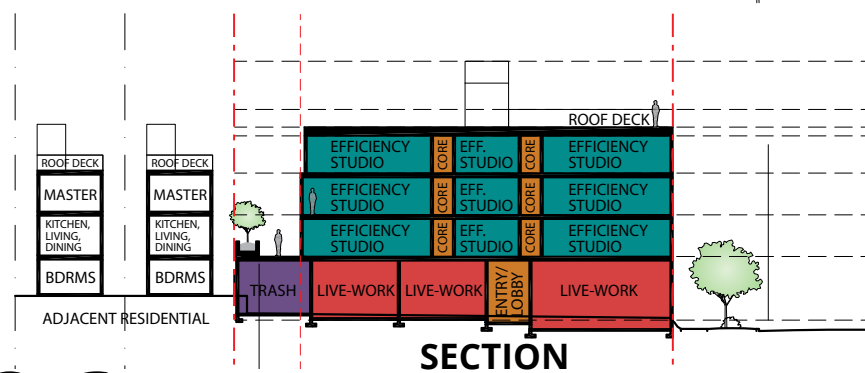 ROOF DECK
ROOF DECK
MASTER
KITCHEN,
LIVING,
DINING
BDRMS
ROOF DECK
MASTER
KITCHEN,
LIVING,
DINING
BDRMS
ADJACENT RESIDENTIAL
EFFICIENCY
STUDIO
CORE
EFF.
STUDIO
CORE
EFFICIENCY
STUDIO
EFFICIENCY
STUDIO
CORE
EFF.
STUDIO
CORE
EFFICIENCY
STUDIO
EFFICIENCY
STUDIO
CORE
EFF.
STUDIO
CORE
EFFICIENCY
STUDIO
TRASH
LIVE-WORK
LIVE-WORK
ENTRY/
LOBBY
LIVE-WORK
SECTION